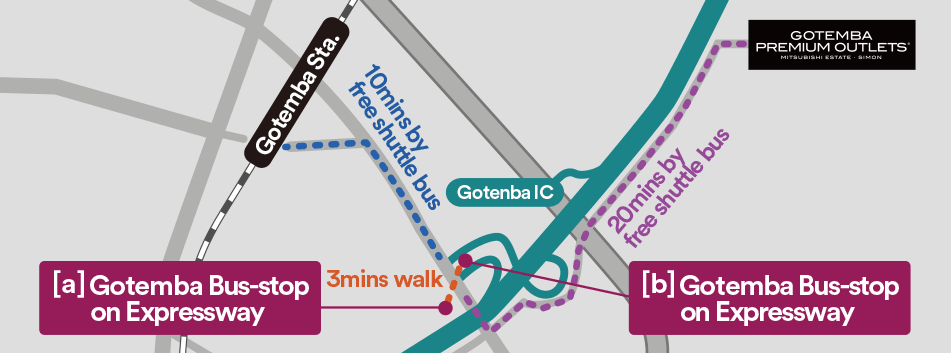 GOTEMBA
PREMIUM OUTLETS®
MITSUBISHI ESTATE · SIMON
Gotemba Sta.
10mins by
free shuttle bus
20mins by
free shuttle bus
Gotenba IC
3mins walk
[a] Gotemba Bus-stop
on Expressway
[b] Gotemba Bus-stop
on Expressway